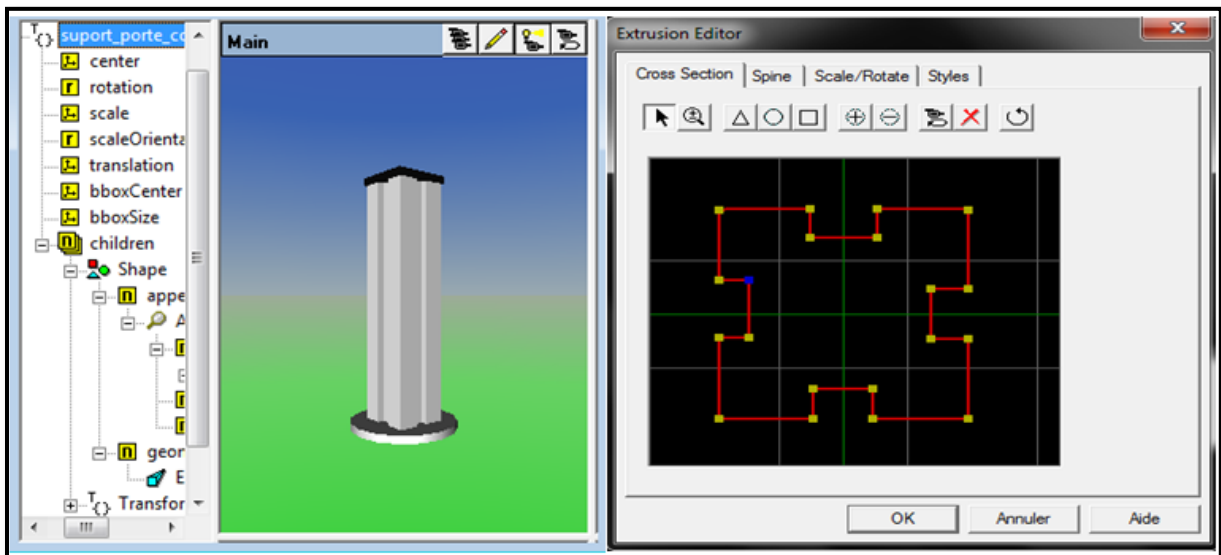 suport_porte_co
center
rotation
scale
scaleOrienta
translation
bboxCenter
bboxSize
children
Shape
appe
A
geor
E
Transfor
Main
Extrusion Editor
Cross Section Spine Scale/Rotate Styles
OK Annuler Aide